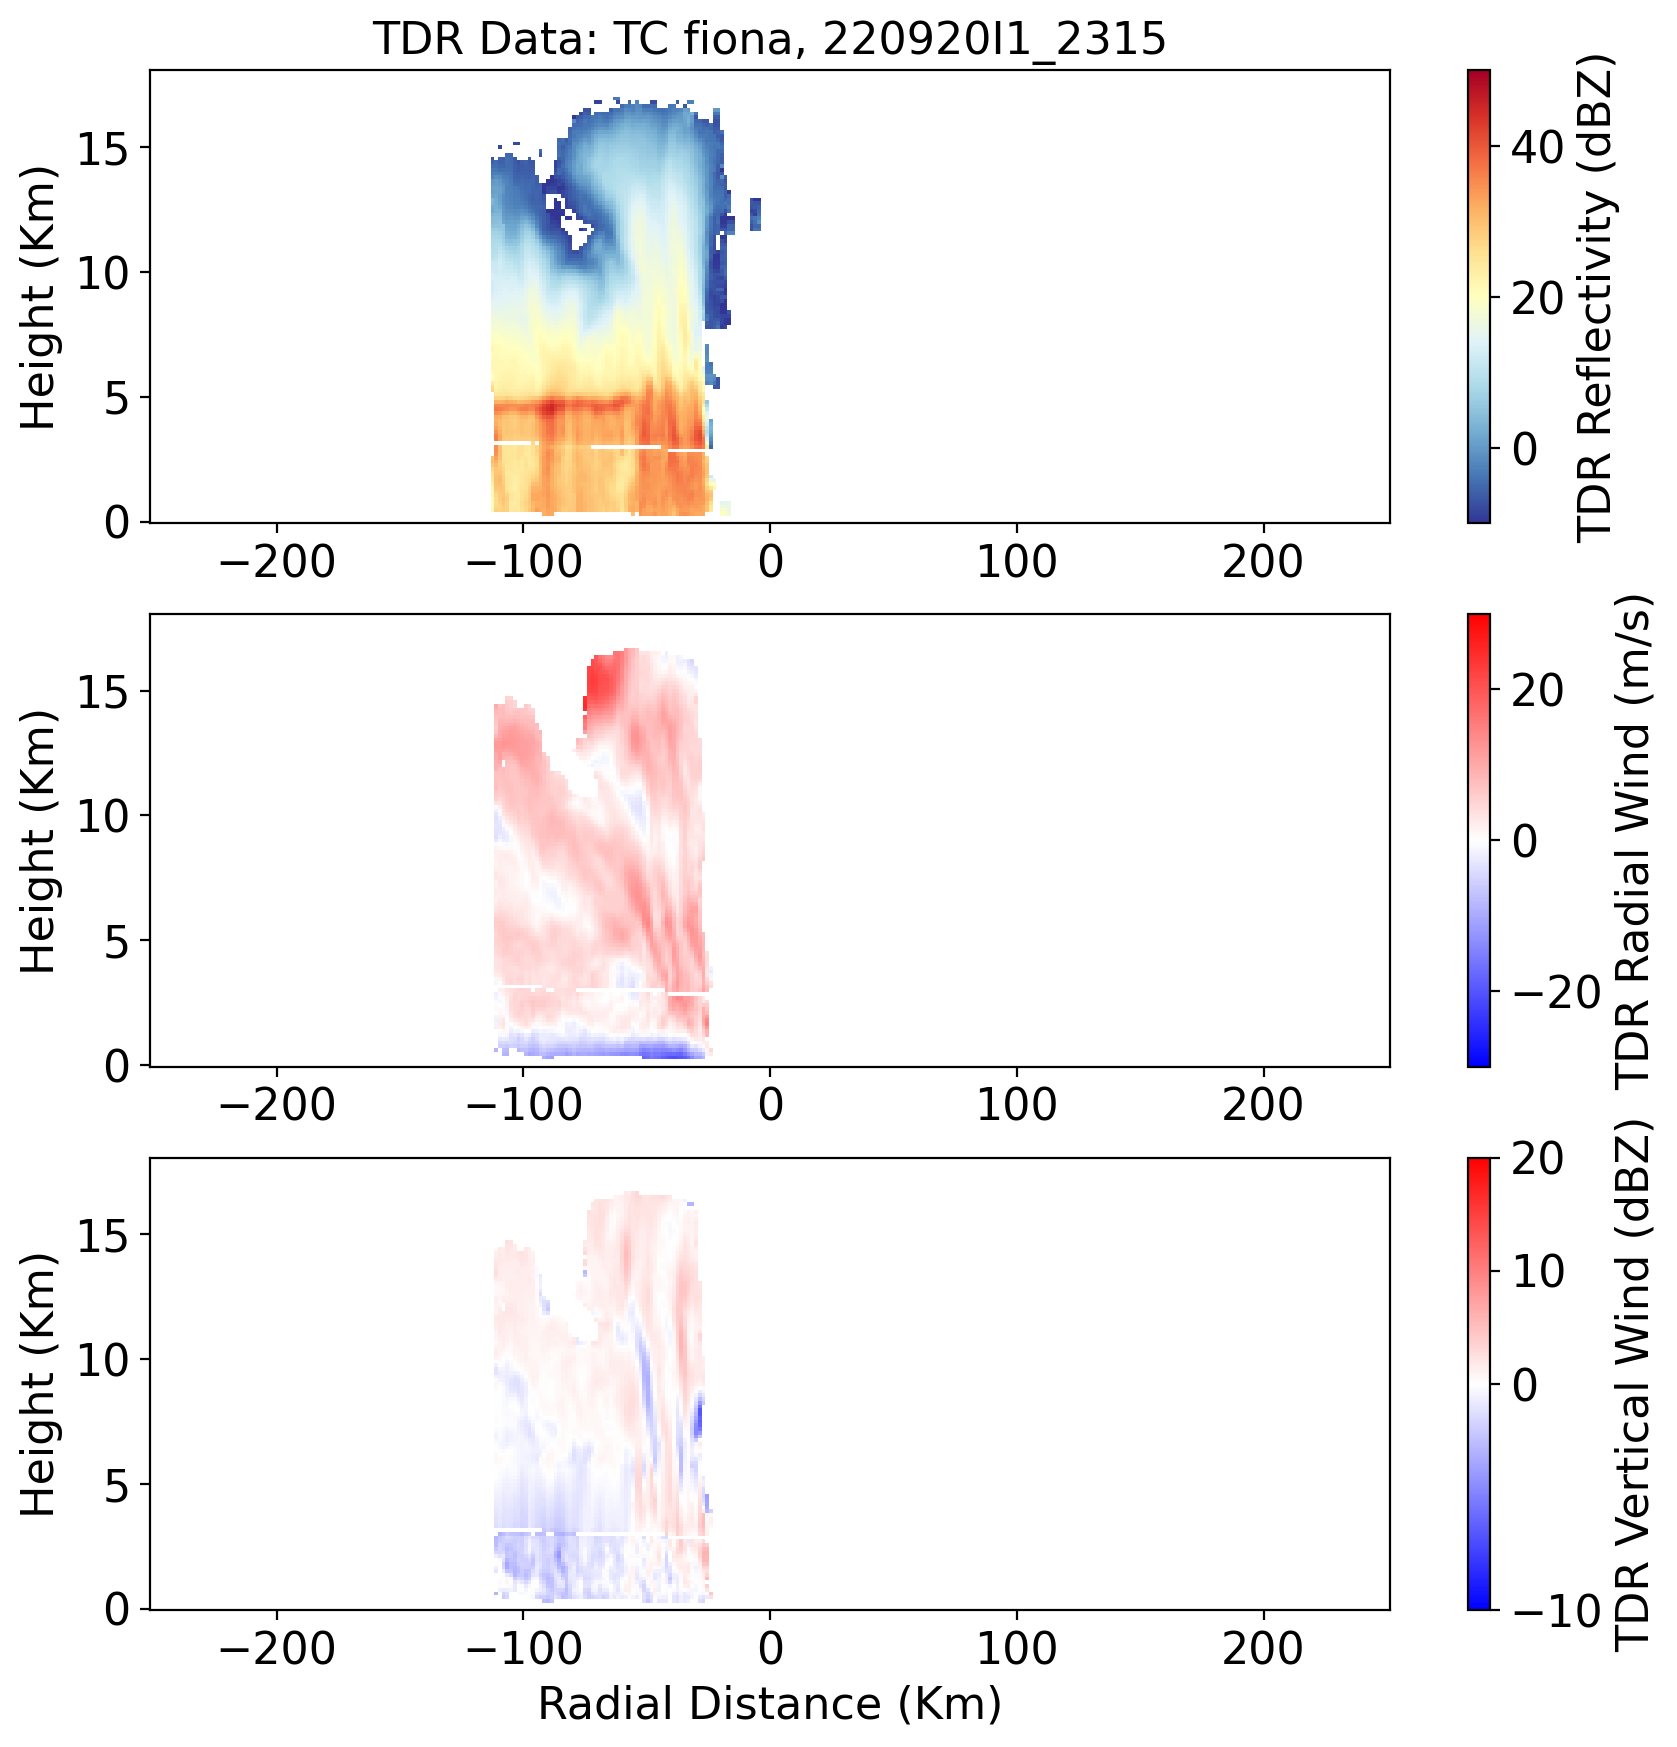 TDR Data: TC fiona, 220920I1_2315
Height (Km)
15
10
5
0
−200 −100 0 100 200
40
20
0
TDR Reflectivity (dBZ)
Height (Km)
15
10
5
0
−200 −100 0 100 200
20
0
−20
TDR Radial Wind (m/s)
Height (Km)
15
10
5
0
−200 −100 0 100 200
Radial Distance (Km)
20
10
0
−10
TDR Vertical Wind (dBZ)